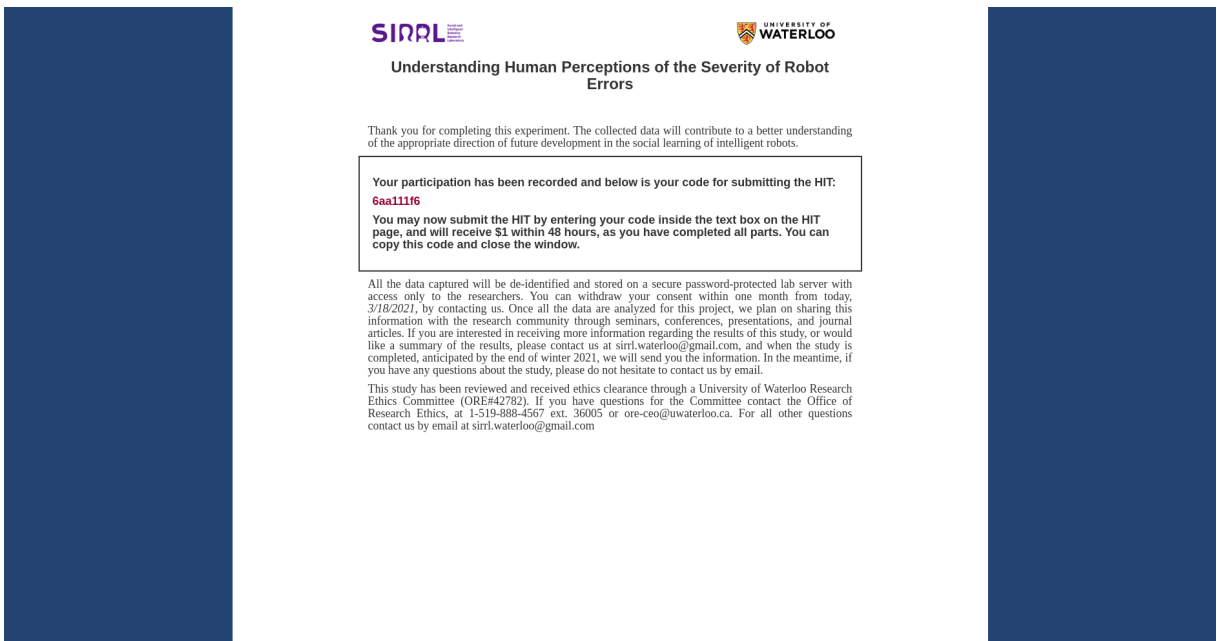 SIRRL Social and
Intelligent
Robotics
Research
Laboratory
UNIVERSITY OF
WATERLOO
Understanding Human Perceptions of the Severity of Robot
Errors
Thank you for completing this experiment. The collected data will contribute to a better understanding
of the appropriate direction of future development in the social learning of intelligent robots.
Your participation has been recorded and below is your code for submitting the HIT:
6aa111f6
You may now submit the HIT by entering your code inside the text box on the HIT
page, and will receive $1 within 48 hours, as you have completed all parts. You can
copy this code and close the window.
All the data captured will be de-identified and stored on a secure password-protected lab server with
access only to the researchers. You can withdraw your consent within one month from today,
3/18/2021, by contacting us. Once all the data are analyzed for this project, we plan on sharing this
information with the research community through seminars, conferences, presentations, and journal
articles. If you are interested in receiving more information regarding the results of this study, or would
like a summary of the results, please contact us at sirrl.waterloo@gmail.com, and when the study is
completed, anticipated by the end of winter 2021, we will send you the information. In the meantime, if
you have any questions about the study, please do not hesitate to contact us by email.
This study has been reviewed and received ethics clearance through a University of Waterloo Research
Ethics Committee (ORE#42782). If you have questions for the Committee contact the Office of
Research Ethics, at 1-519-888-4567 ext. 36005 or ore-ceo@uwaterloo.ca. For all other questions
contact us by email at sirrl.waterloo@gmail.com